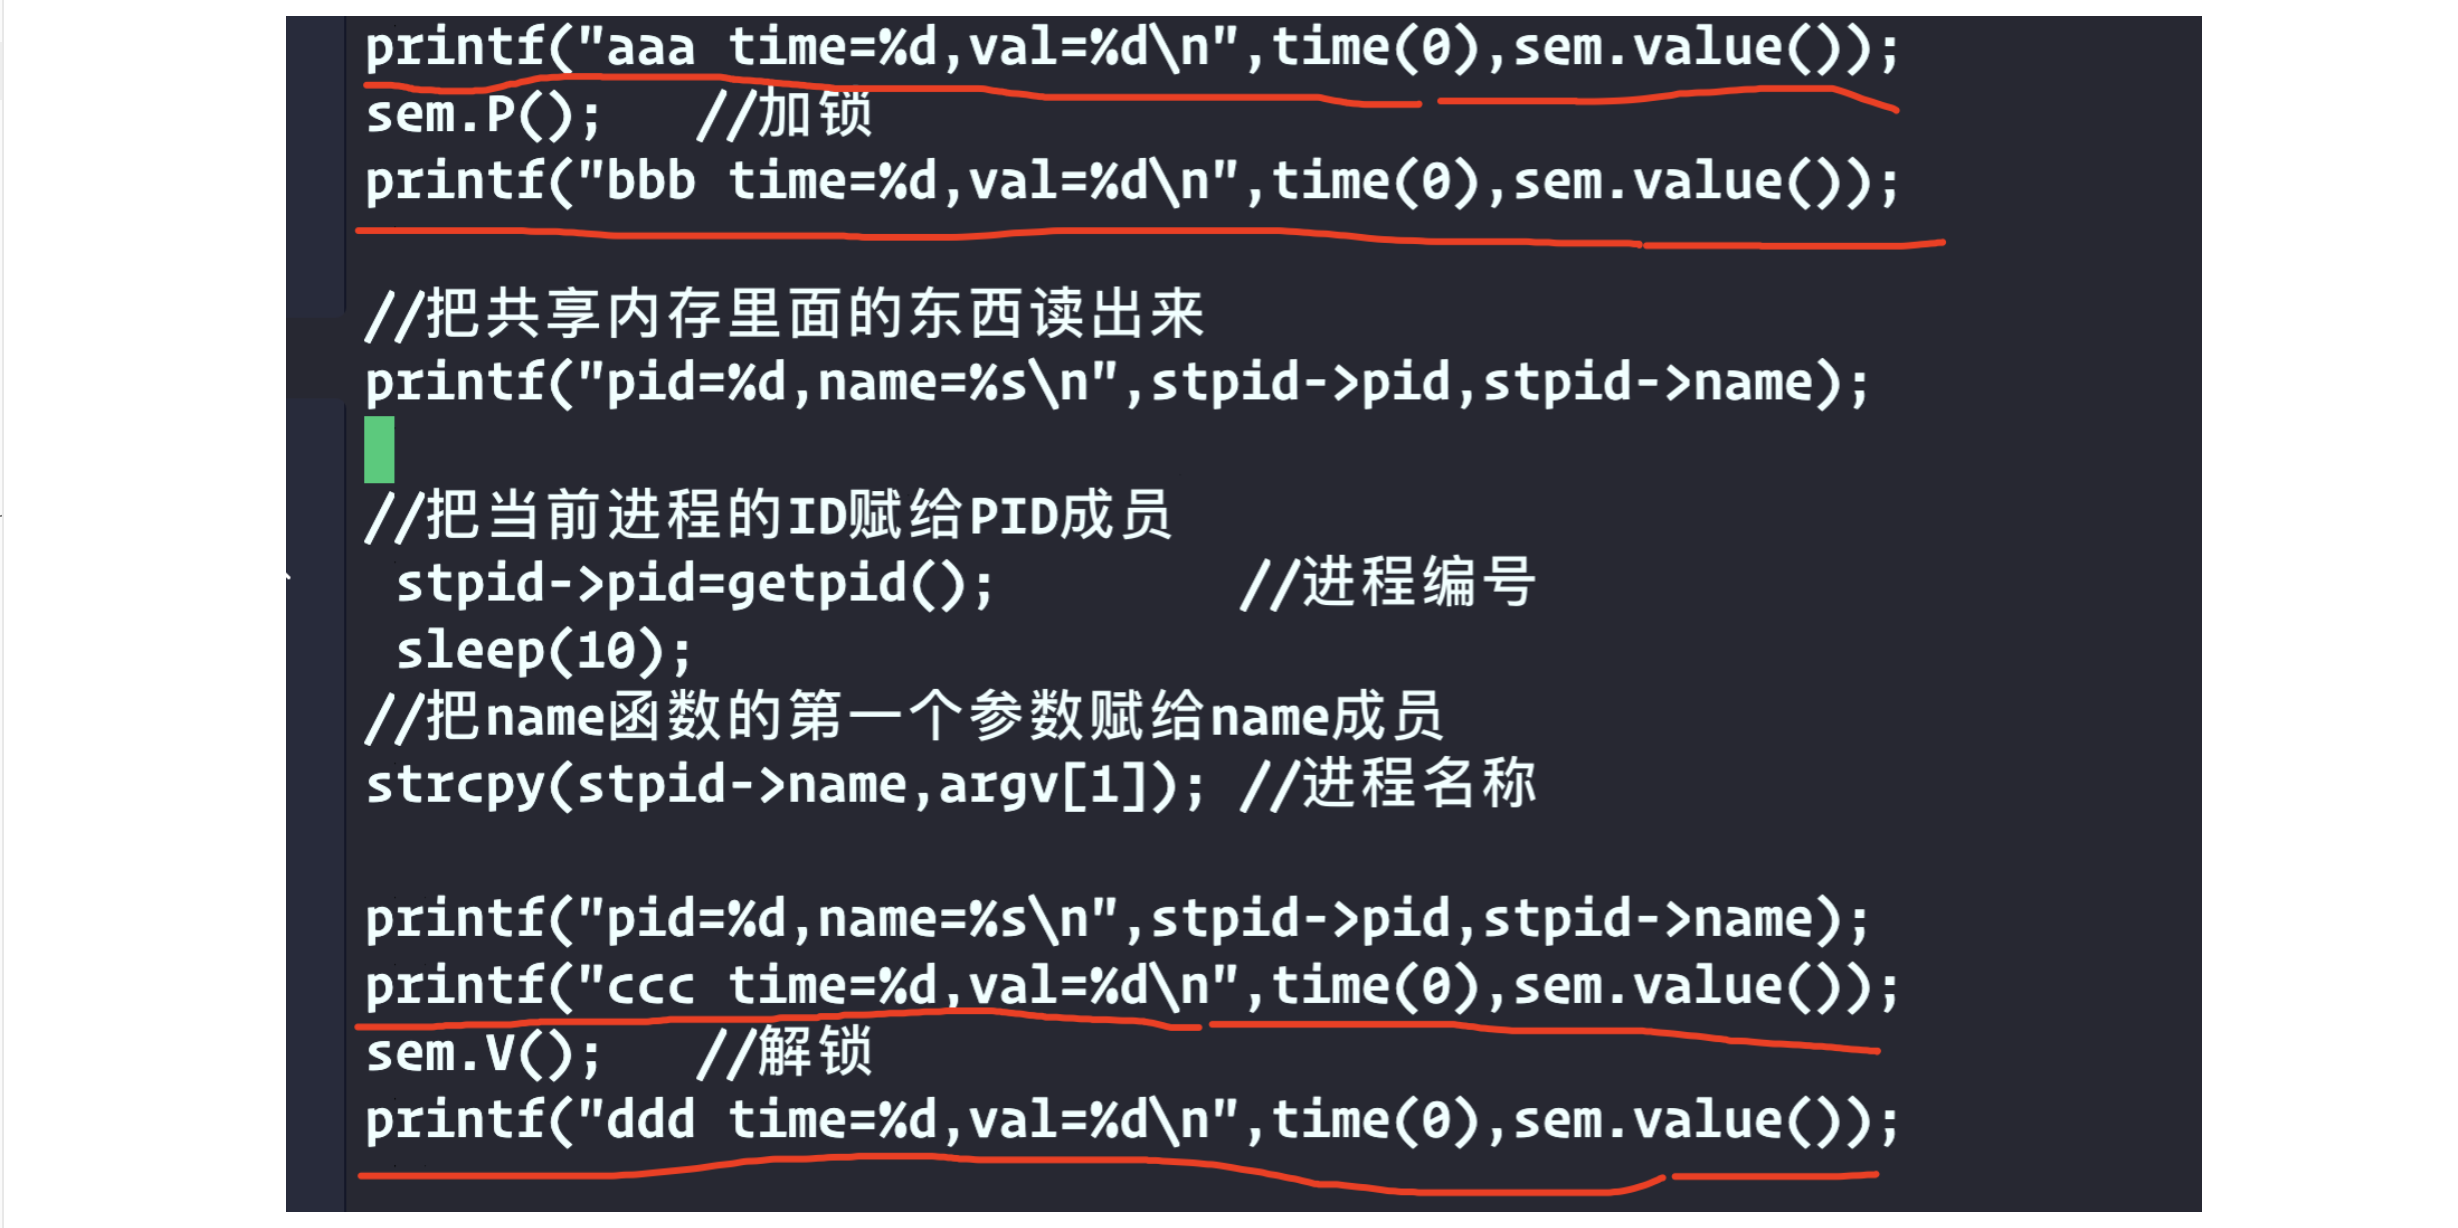 printf("aaa time=%d,val=%d\n",time(0),sem.value());
sem.P();   //加锁
printf("bbb time=%d,val=%d\n",time(0),sem.value());
//把共享内存里面的东西读出来
printf("pid=%d,name=%s\n",stpid->pid,stpid->name);
//把当前进程的ID赋给PID成员
 stpid->pid=getpid();        //进程编号
 sleep(10);
//把name函数的第一个参数赋给name成员
strcpy(stpid->name,argv[1]); //进程名称
printf("pid=%d,name=%s\n",stpid->pid,stpid->name);
printf("ccc time=%d,val=%d\n",time(0),sem.value());
sem.V();   //解锁
printf("ddd time=%d,val=%d\n",time(0),sem.value());